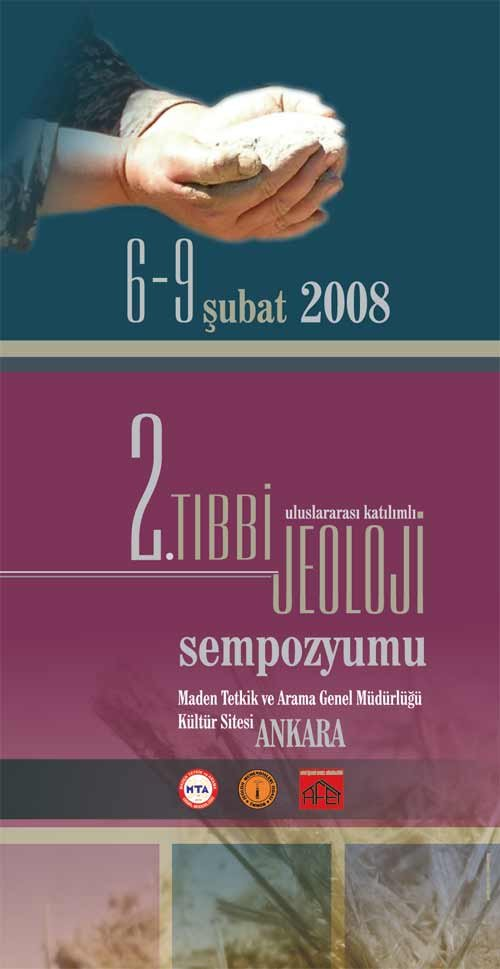 6-9 şubat 2008
2. TIBBİ
uluslararası katılımlı
JEOLOJİ
sempozyumu
Maden Tetkik ve Arama Genel Müdürlüğü
Kültür Sitesi ANKARA
MTA
AFET